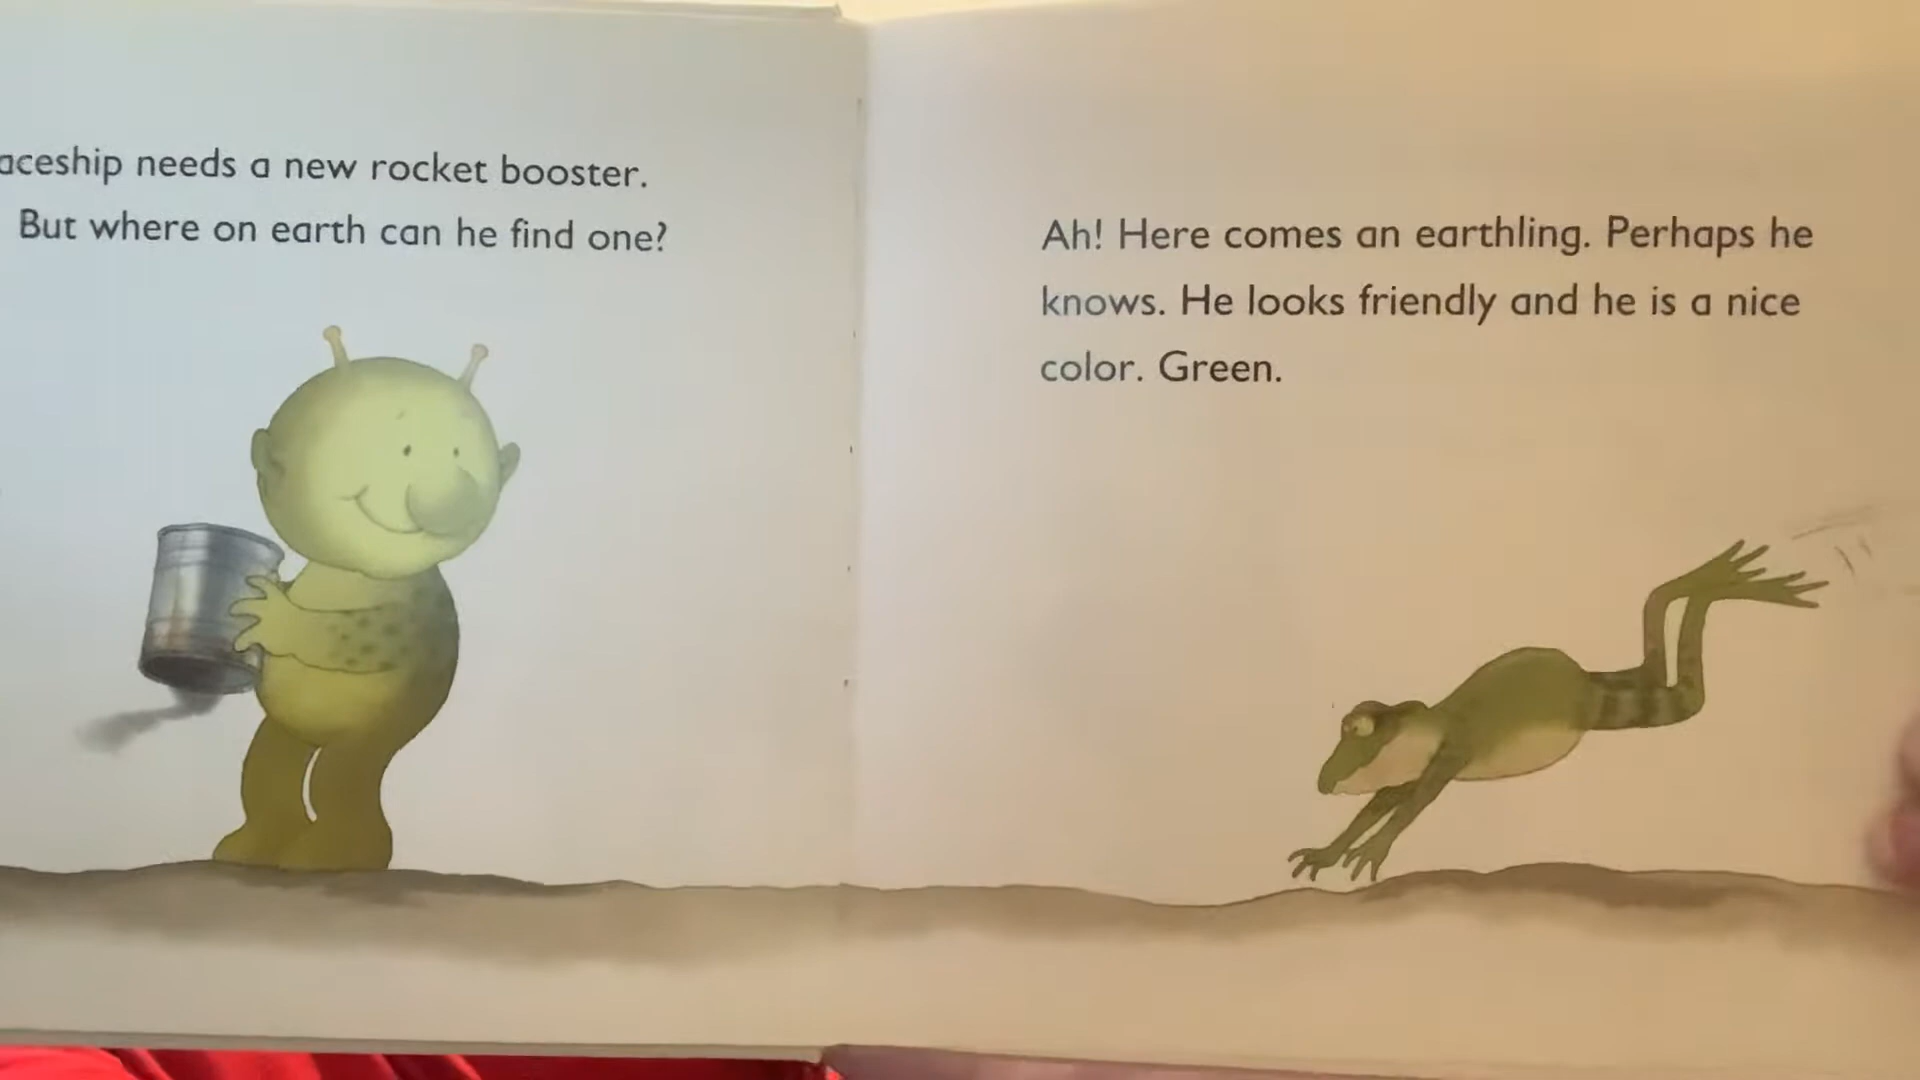 needs a new rocket booster.
But where on earth can he find one?
Ah! Here comes an earthling. Perhaps he
knows. He looks friendly and he is a nice
color. Green.